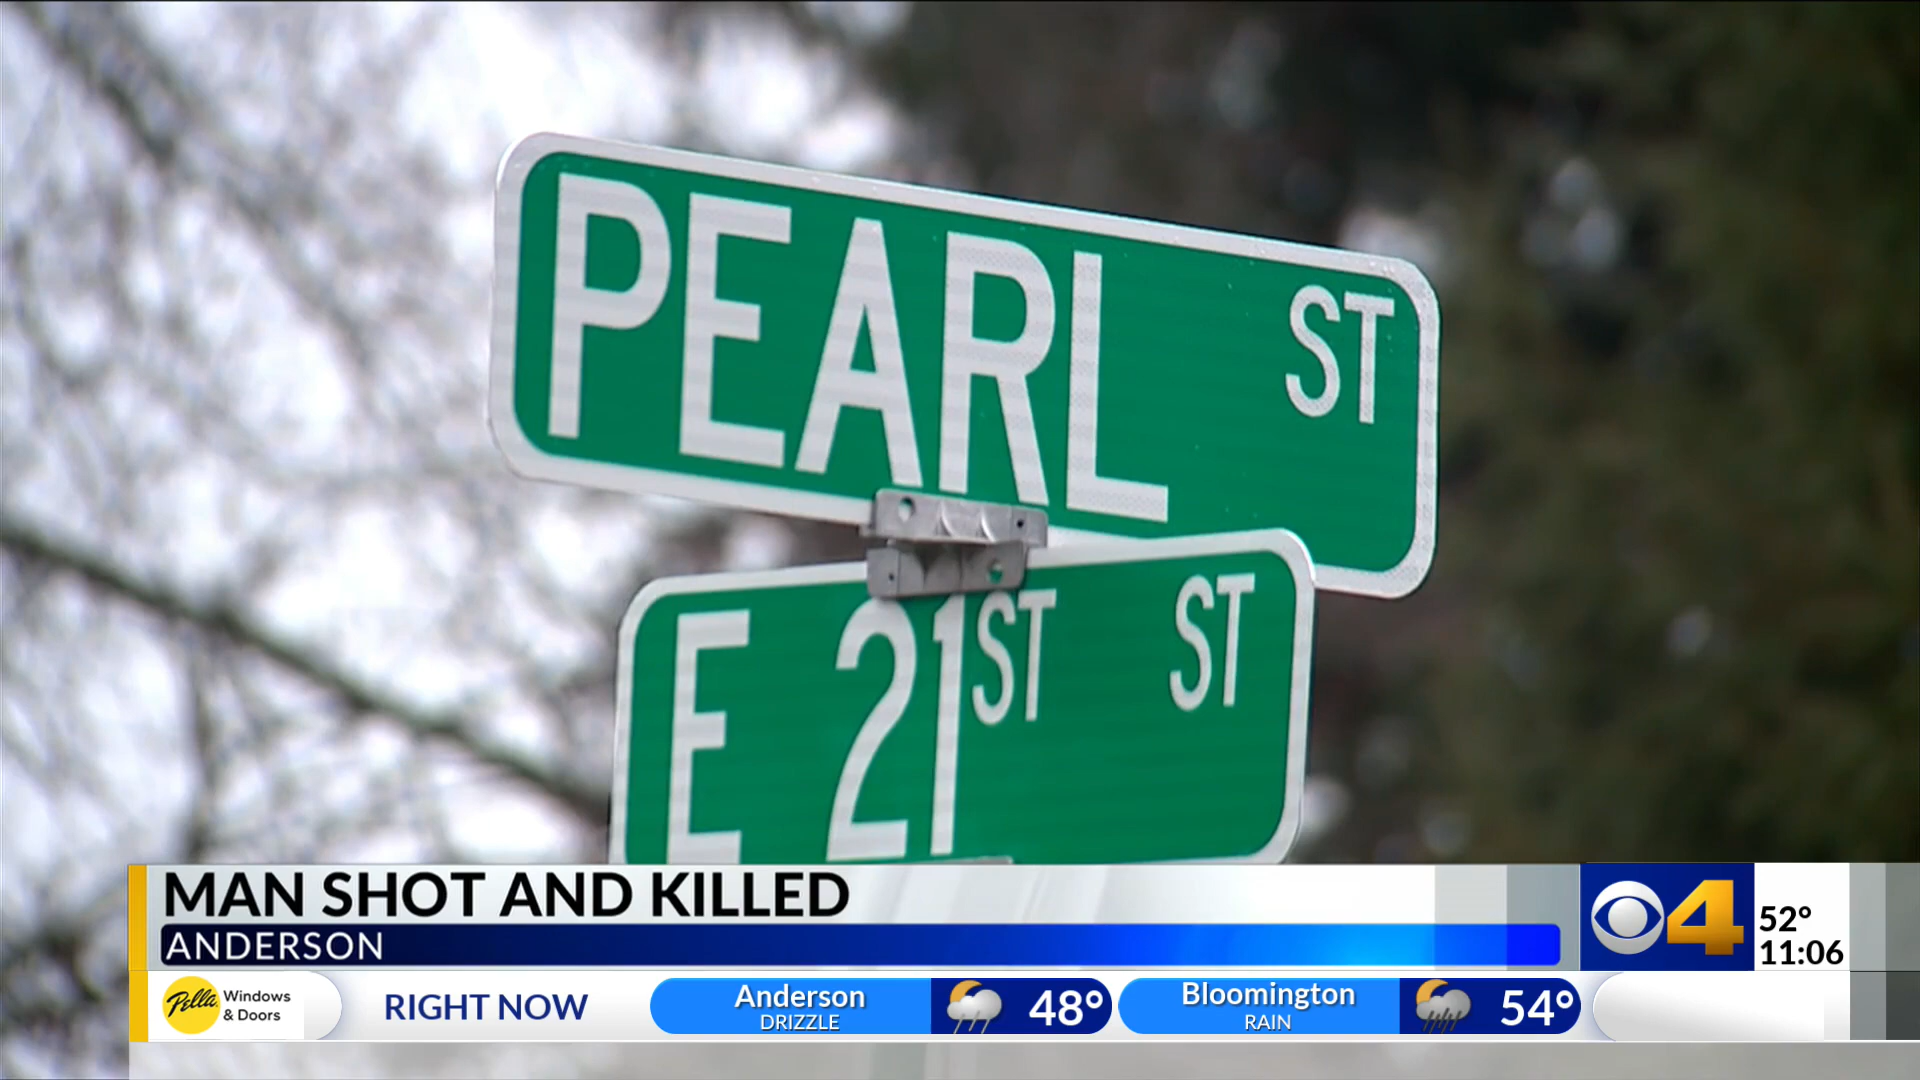 PEARL ST
E 21ST ST
MAN SHOT AND KILLED
ANDERSON
4
52°
11:06
Pella Windows
& Doors
RIGHT NOW
Anderson
DRIZZLE
48°
Bloomington
RAIN
54°